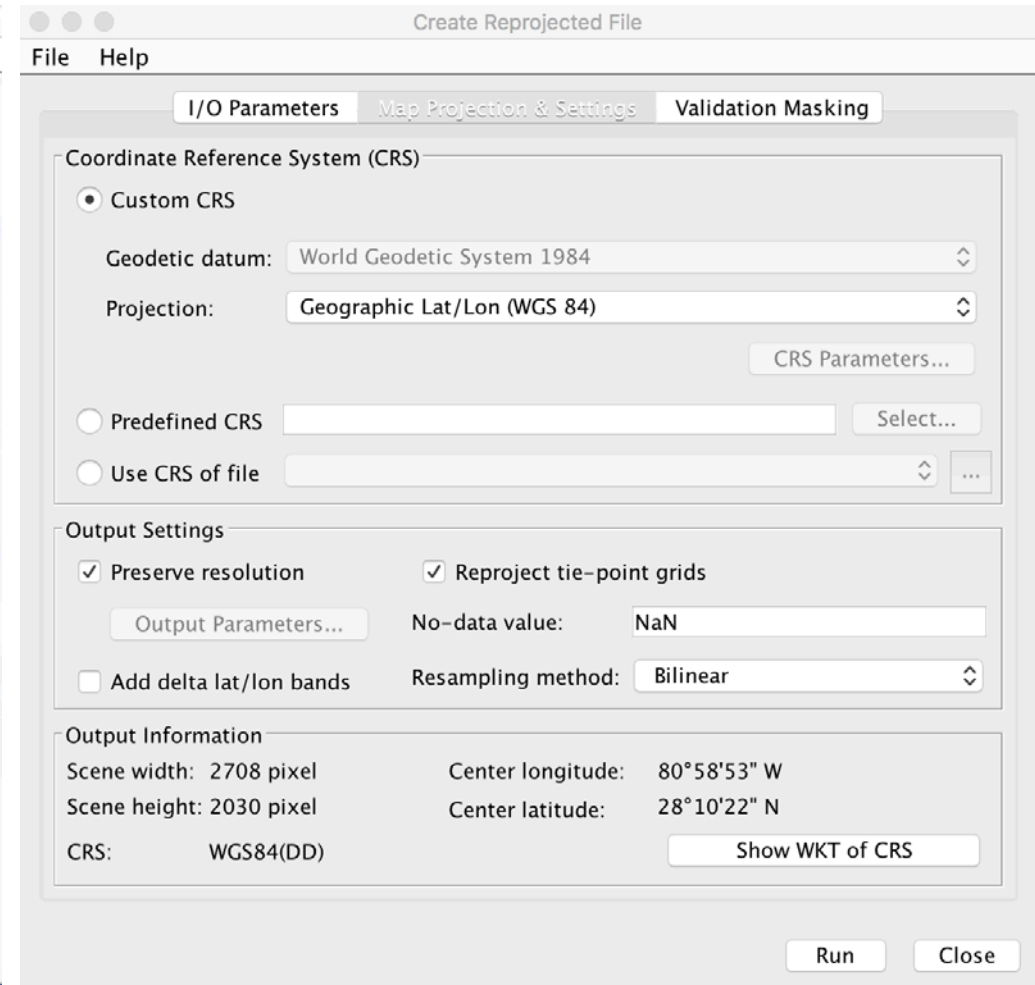 Create Reprojected File
File Help
I/O Parameters Map Projection & Settings Validation Masking
Coordinate Reference System (CRS)
Custom CRS
Geodetic datum: World Geodetic System 1984
Projection: Geographic Lat/Lon (WGS 84)
CRS Parameters...
Predefined CRS Select...
Use CRS of file ...
Output Settings
Preserve resolution Reproject tie-point grids
Output Parameters... No-data value: NaN
Add delta lat/lon bands Resampling method: Bilinear
Output Information
Scene width: 2708 pixel Center longitude: 80°58'53" W
Scene height: 2030 pixel Center latitude: 28°10'22" N
CRS: WGS84(DD) Show WKT of CRS
Run Close